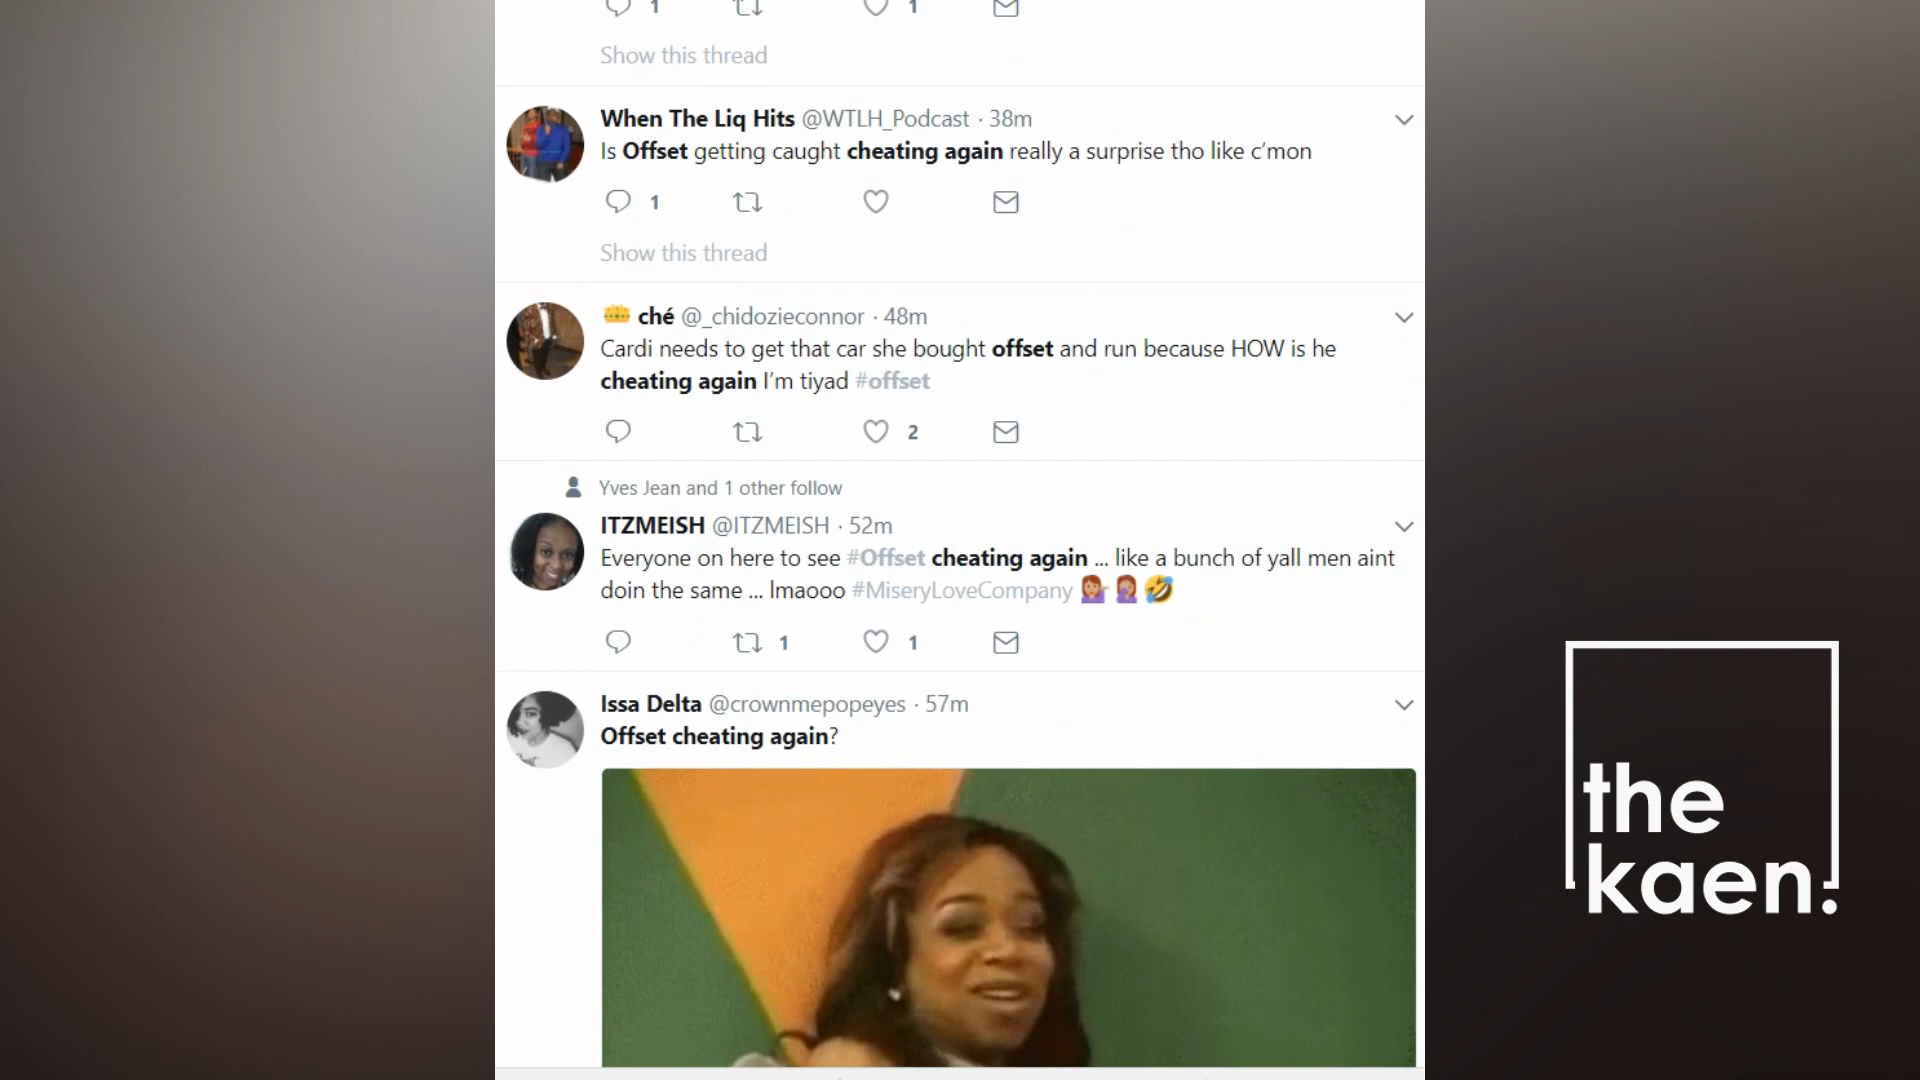 1 1
Show this thread
When The Liq Hits @WTLH_Podcast · 38m
Is Offset getting caught cheating again really a surprise tho like c’mon
1
Show this thread
👑 ché @_chidozieconnor · 48m
Cardi needs to get that car she bought offset and run because HOW is he
cheating again I’m tiyad #offset
2
Yves Jean and 1 other follow
ITZMEISH @ITZMEISH · 52m
Everyone on here to see #Offset cheating again ... like a bunch of yall men aint
doin the same ... lmaooo #MiseryLoveCompany 💁🏽‍♀️🤦🏽‍♀️🤣
1 1
Issa Delta @crownmepopeyes · 57m
Offset cheating again?
the
kaen.